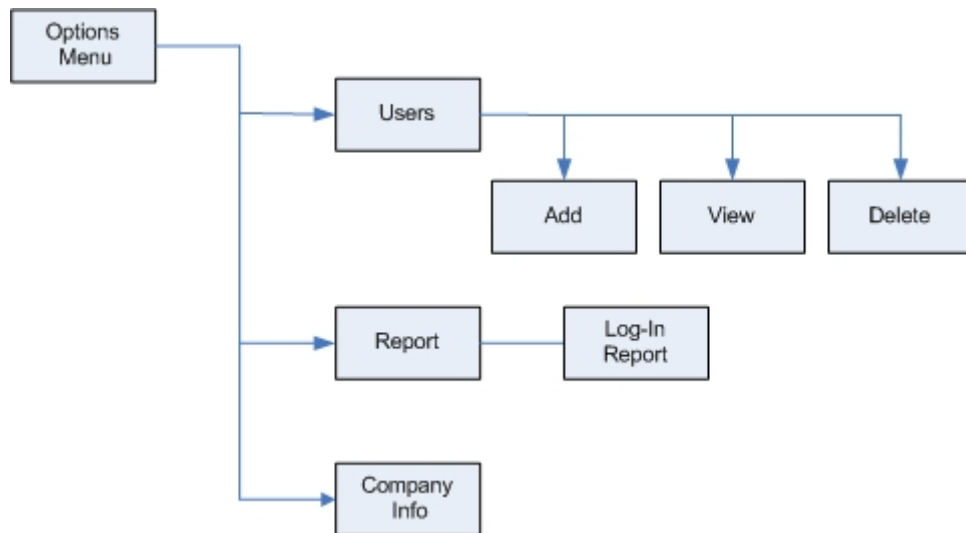 Options
Menu
Users
Add
View
Delete
Report
Log-In
Report
Company
Info